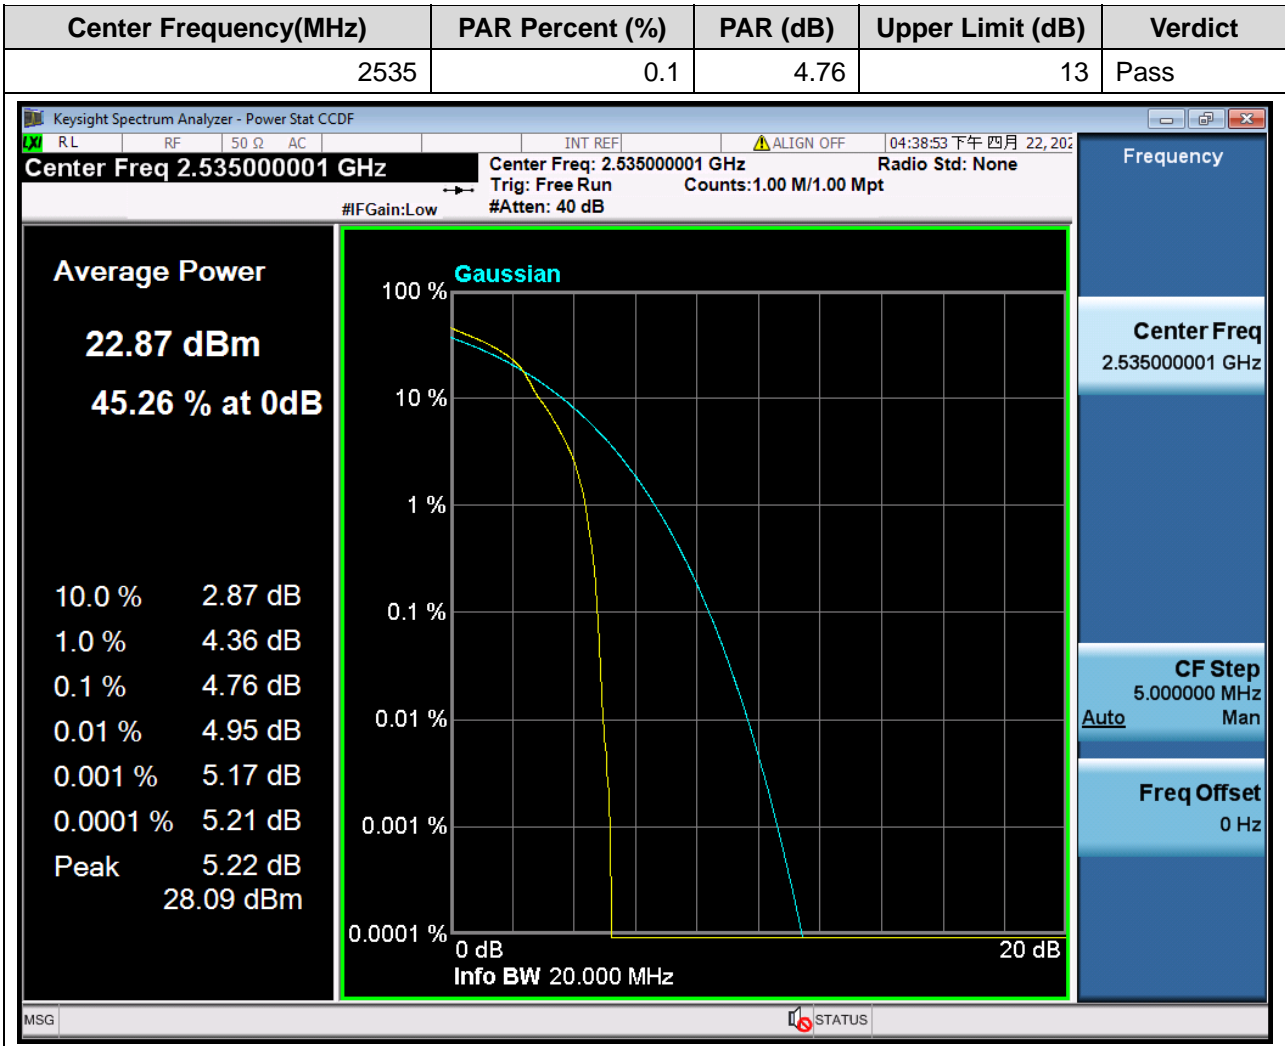 Center Frequency(MHz) PAR Percent (%) PAR (dB) Upper Limit (dB) Verdict
2535 0.1 4.76 13 Pass
Keysight Spectrum Analyzer - Power Stat CCDF
LXI RL RF 50 Ω AC INT REF ALIGN OFF 04:38:53 下午 四月 22, 202
Center Freq 2.535000001 GHz
Center Freq: 2.535000001 GHz Radio Std: None
Trig: Free Run Counts:1.00 M/1.00 Mpt
#IFGain:Low #Atten: 40 dB
Average Power
22.87 dBm
45.26 % at 0dB
10.0 % 2.87 dB
1.0 % 4.36 dB
0.1 % 4.76 dB
0.01 % 4.95 dB
0.001 % 5.17 dB
0.0001 % 5.21 dB
Peak 5.22 dB
28.09 dBm
Gaussian
100 %
10 %
1 %
0.1 %
0.01 %
0.001 %
0.0001 %
0 dB 20 dB
Info BW 20.000 MHz
Frequency
Center Freq
2.535000001 GHz
CF Step
5.000000 MHz
Auto Man
Freq Offset
0 Hz
MSG STATUS